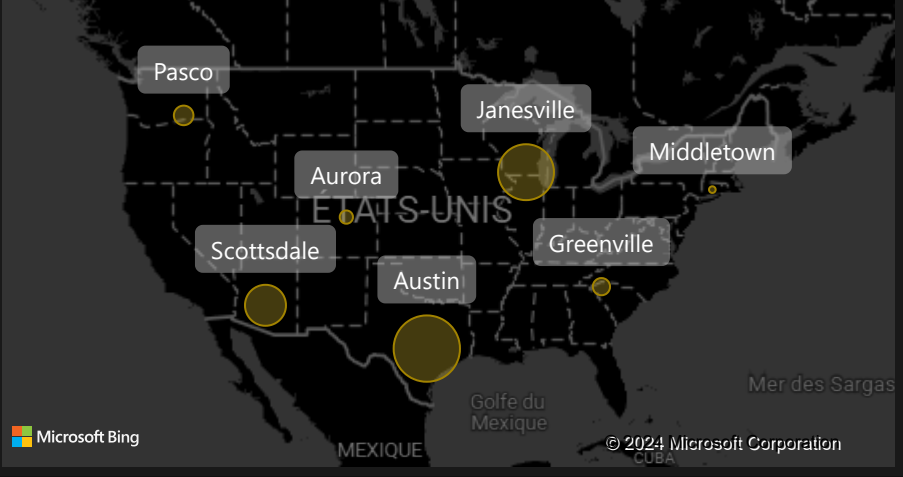 Pasco
Janesville
Middletown
Aurora
ÉTATS-UNIS
Scottsdale
Greenville
Austin
Mer des Sargas
Golfe du
Mexique
Microsoft Bing
© 2024 Microsoft Corporation
MEXIQUE
CUBA